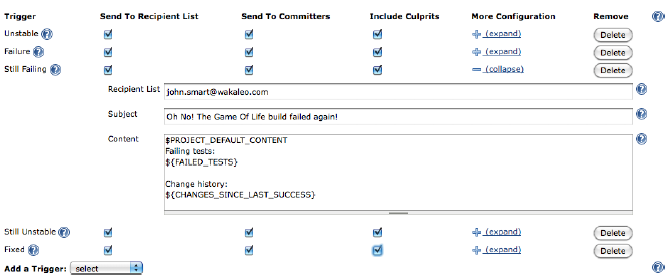 Trigger Send To Recipient List Send To Committers Include Culprits More Configuration Remove
Unstable (expand) Delete
Failure (expand) Delete
Still Failing (collapse) Delete
Recipient List john.smart@wakaleo.com
Subject Oh No! The Game Of Life build failed again!
Content $PROJECT_DEFAULT_CONTENT
Failing tests:
${FAILED_TESTS}
Change history:
${CHANGES_SINCE_LAST_SUCCESS}
Still Unstable (expand) Delete
Fixed (expand) Delete
Add a Trigger: select